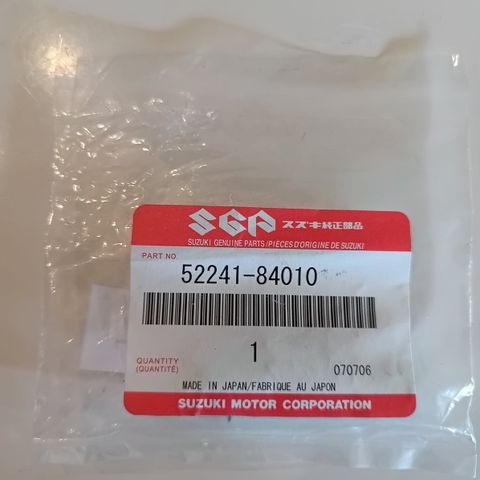 SGP スズキ純正部品
SUZUKI GENUINE PARTS/PIÈCES D'ORIGINE DE SUZUKI
PART NO.
52241-84010
QUANTITY
(QUANTITÉ)
1
070706
MADE IN JAPAN/FABRIQUE AU JAPON
SUZUKI MOTOR CORPORATION